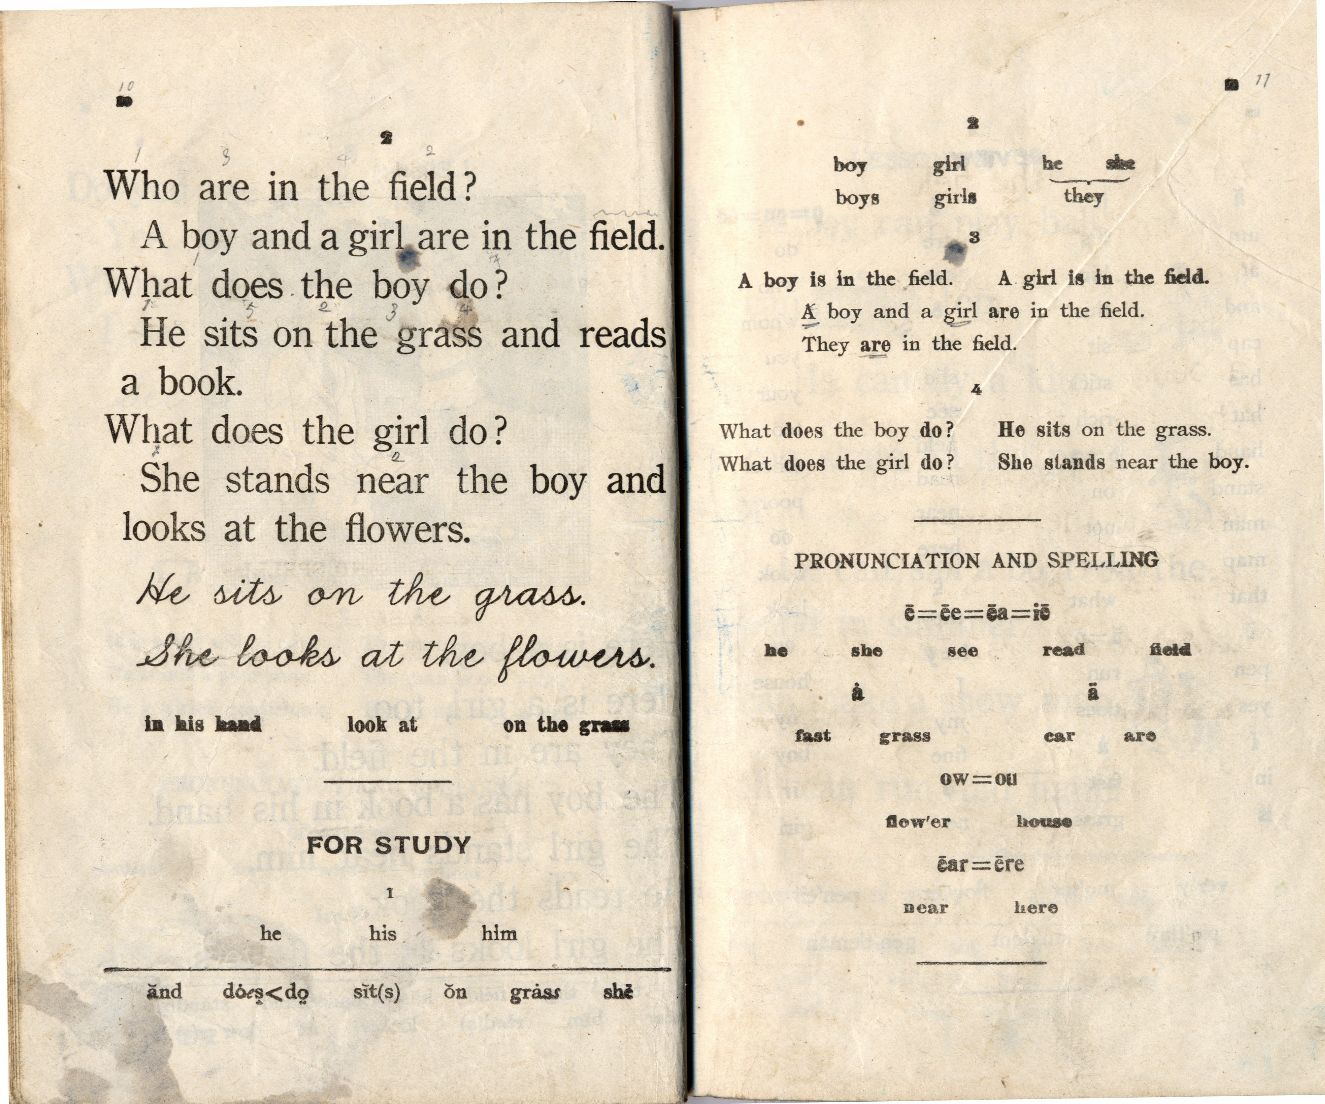 10
2
Who are in the field?
A boy and a girl are in the field.
What does the boy do?
He sits on the grass and reads
a book.
What does the girl do?
She stands near the boy and
looks at the flowers.
He sits on the grass.
She looks at the flowers.
in his hand look at on the grass
FOR STUDY
1
he his him
ănd dȯeș<dọ sĭt(s) ŏn grȧss shē
11
2
boy girl he she
boys girls they
3
A boy is in the field. A girl is in the field.
A boy and a girl are in the field.
They are in the field.
4
What does the boy do? He sits on the grass.
What does the girl do? She stands near the boy.
PRONUNCIATION AND SPELLING
ē=ēe=ēa=iē
he she see read field
ȧ ä
fast grass car are
ow=ou
flow'er house
ēar=ēre
near here